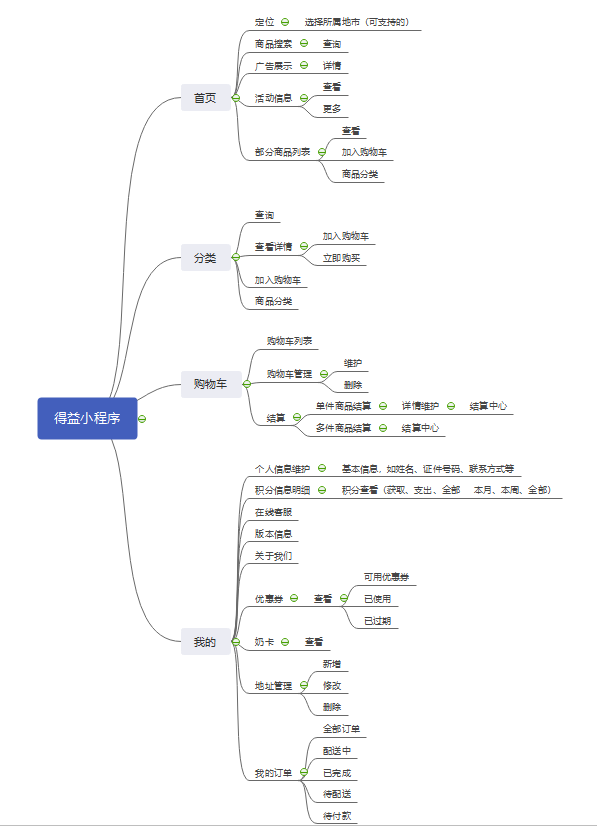 得益小程序
首页
定位
选择所属地市（可支持的）
商品搜索
查询
广告展示
详情
活动信息
查看
更多
部分商品列表
查看
加入购物车
商品分类
分类
查询
查看详情
加入购物车
立即购买
加入购物车
商品分类
购物车
购物车列表
购物车管理
维护
删除
结算
单件商品结算
详情维护
结算中心
多件商品结算
结算中心
我的
个人信息维护
基本信息，如姓名、证件号码、联系方式等
积分信息明细
积分查看（获取、支出、全部 本月、本周、全部）
在线客服
版本信息
关于我们
优惠券
查看
可用优惠券
已使用
已过期
奶卡
查看
地址管理
新增
修改
删除
我的订单
全部订单
配送中
已完成
待配送
待付款